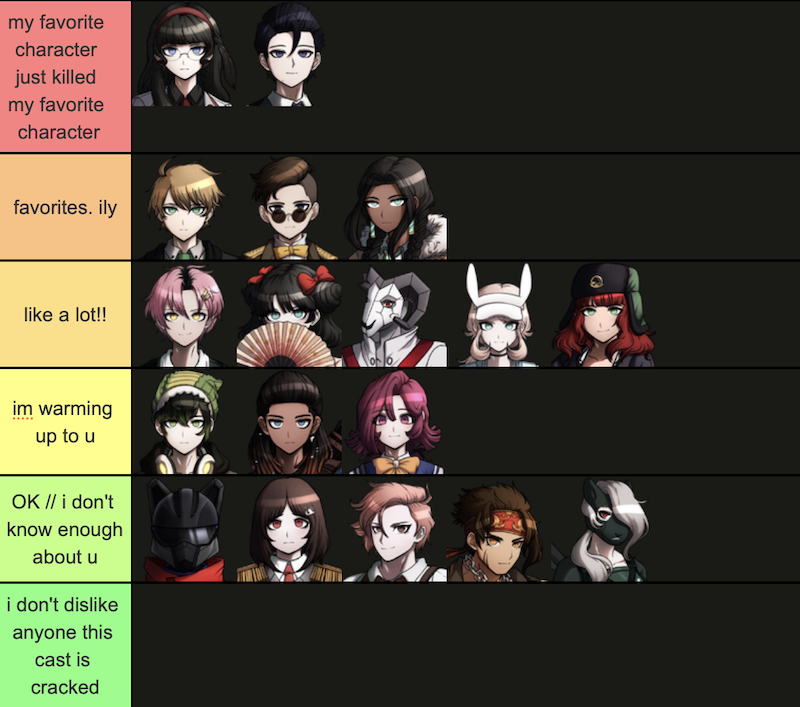 my favorite
character
just killed
my favorite
character
favorites. ily
like a lot!!
im warming
up to u
OK // i don't
know enough
about u
i don't dislike
anyone this
cast is
cracked